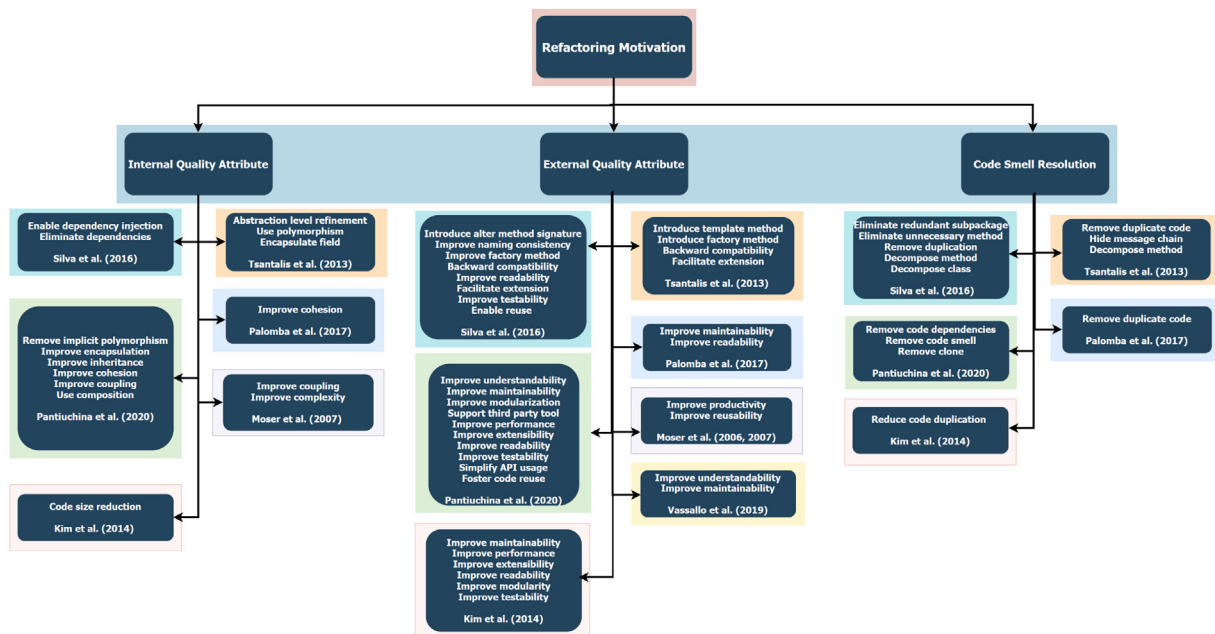 Refactoring Motivation
Internal Quality Attribute
External Quality Attribute
Code Smell Resolution
Enable dependency injection
Eliminate dependencies
Silva et al. (2016)
Abstraction level refinement
Use polymorphism
Encapsulate field
Tsantalis et al. (2013)
Improve cohesion
Palomba et al. (2017)
Remove implicit polymorphism
Improve encapsulation
Improve inheritance
Improve cohesion
Improve coupling
Use composition
Pantiuchina et al. (2020)
Improve coupling
Improve complexity
Moser et al. (2007)
Code size reduction
Kim et al. (2014)
Introduce alter method signature
Improve naming consistency
Improve factory method
Backward compatibility
Improve readability
Facilitate extension
Improve testability
Enable reuse
Silva et al. (2016)
Introduce template method
Introduce factory method
Backward compatibility
Facilitate extension
Tsantalis et al. (2013)
Improve maintainability
Improve readability
Palomba et al. (2017)
Improve understandability
Improve maintainability
Improve modularization
Support third party tool
Improve performance
Improve extensibility
Improve readability
Improve testability
Simplify API usage
Foster code reuse
Pantiuchina et al. (2020)
Improve productivity
Improve reusability
Moser et al. (2006, 2007)
Improve understandability
Improve maintainability
Vassallo et al. (2019)
Improve maintainability
Improve performance
Improve extensibility
Improve readability
Improve modularity
Improve testability
Kim et al. (2014)
Eliminate redundant subpackage
Eliminate unnecessary method
Remove duplication
Decompose method
Decompose class
Silva et al. (2016)
Remove duplicate code
Hide message chain
Decompose method
Tsantalis et al. (2013)
Remove duplicate code
Palomba et al. (2017)
Remove code dependencies
Remove code smell
Remove clone
Pantiuchina et al. (2020)
Reduce code duplication
Kim et al. (2014)